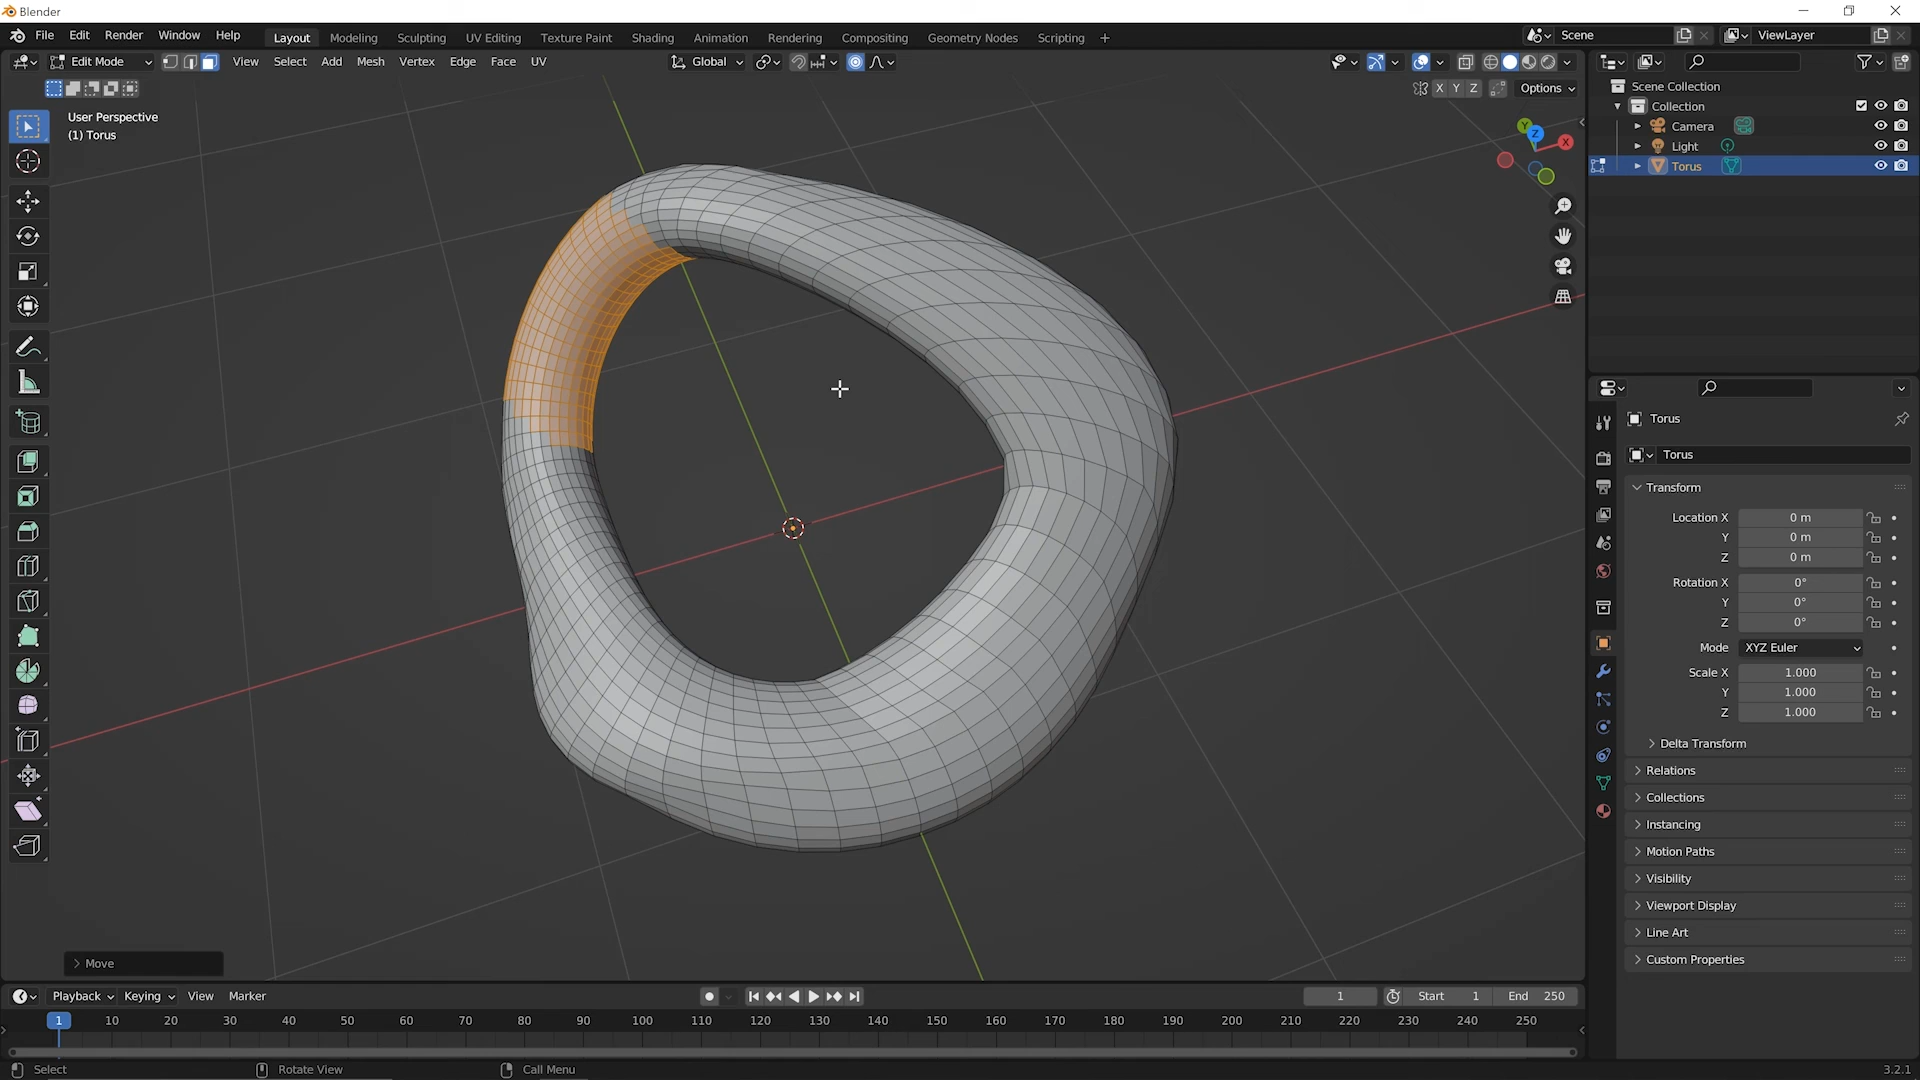 Blender
File Edit Render Window Help Layout Modeling Sculpting UV Editing Texture Paint Shading Animation Rendering Compositing Geometry Nodes Scripting + Scene ViewLayer
Edit Mode View Select Add Mesh Vertex Edge Face UV Global
X Y Z Options
User Perspective
(1) Torus
Y Z X
Scene Collection
Collection
Camera
Light
Torus
Torus
Torus
Transform
Location X 0 m
Y 0 m
Z 0 m
Rotation X 0°
Y 0°
Z 0°
Mode XYZ Euler
Scale X 1.000
Y 1.000
Z 1.000
Delta Transform
Relations
Collections
Instancing
Motion Paths
Visibility
Viewport Display
Line Art
Custom Properties
Move
Playback Keying View Marker 1 Start 1 End 250
1 10 20 30 40 50 60 70 80 90 100 110 120 130 140 150 160 170 180 190 200 210 220 230 240 250
Select Rotate View Call Menu 3.2.1